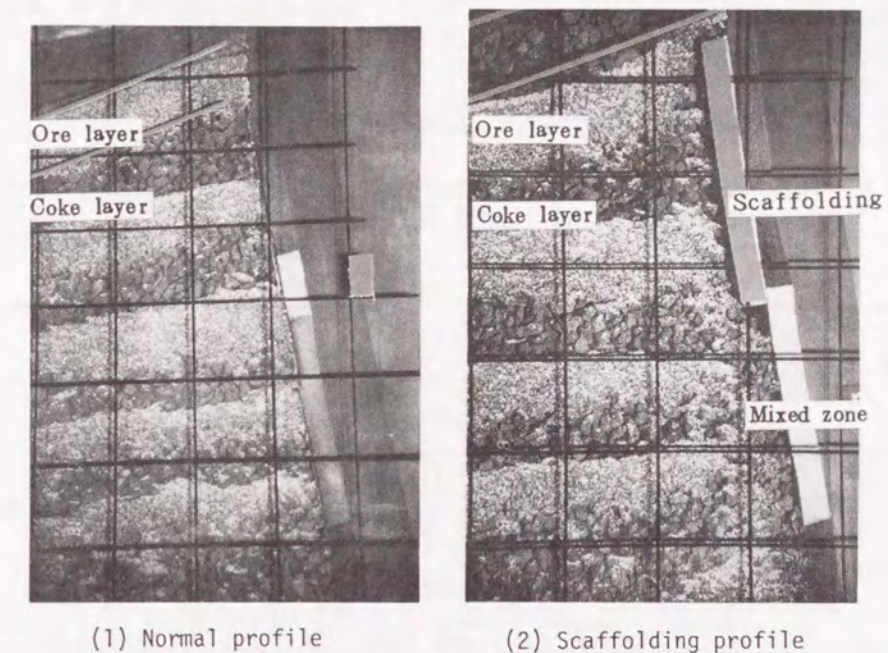 Ore layer
Coke layer
Ore layer
Coke layer
Scaffolding
Mixed zone
(1) Normal profile
(2) Scaffolding profile